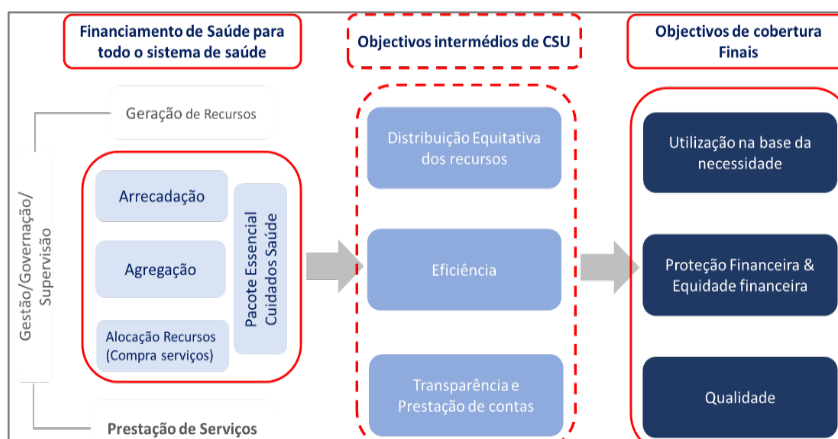 Financiamento de Saúde para
todo o sistema de saúde
Objectivos intermédios de CSU
Objectivos de cobertura
Finais
Gestão/Governação/
Supervisão
Geração de Recursos
Arrecadação
Agregação
Alocação Recursos
(Compra serviços)
Pacote Essencial
Cuidados Saúde
Prestação de Serviços
Distribuição Equitativa
dos recursos
Eficiência
Transparência e
Prestação de contas
Utilização na base da
necessidade
Proteção Financeira &
Equidade financeira
Qualidade